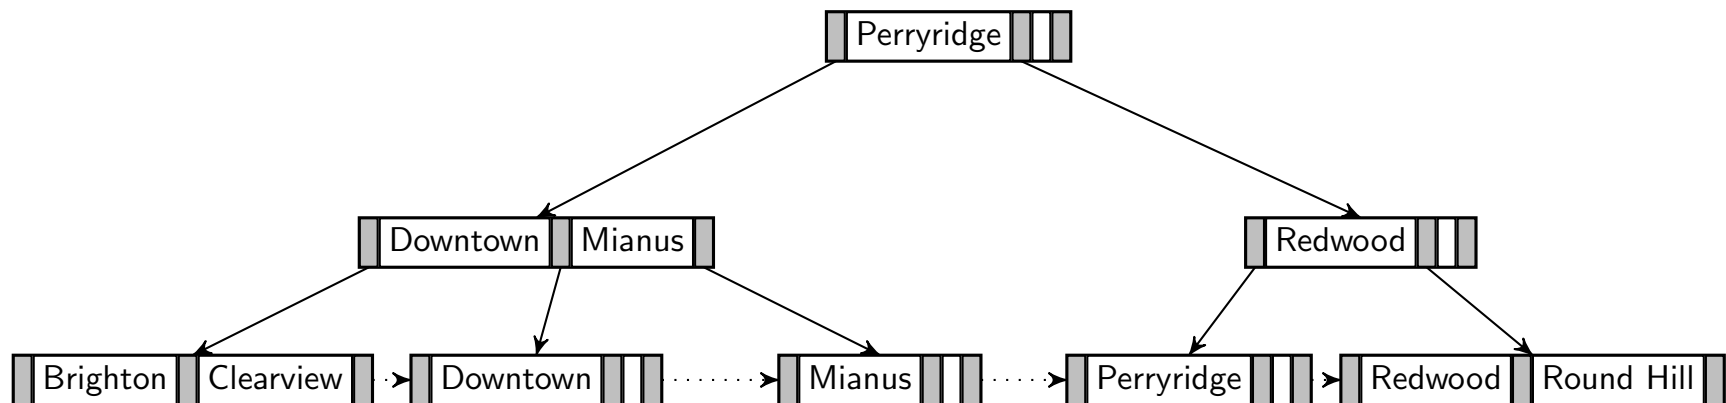 Perryridge
Downtown Mianus Redwood
Brighton Clearview Downtown Mianus Perryridge Redwood Round Hill